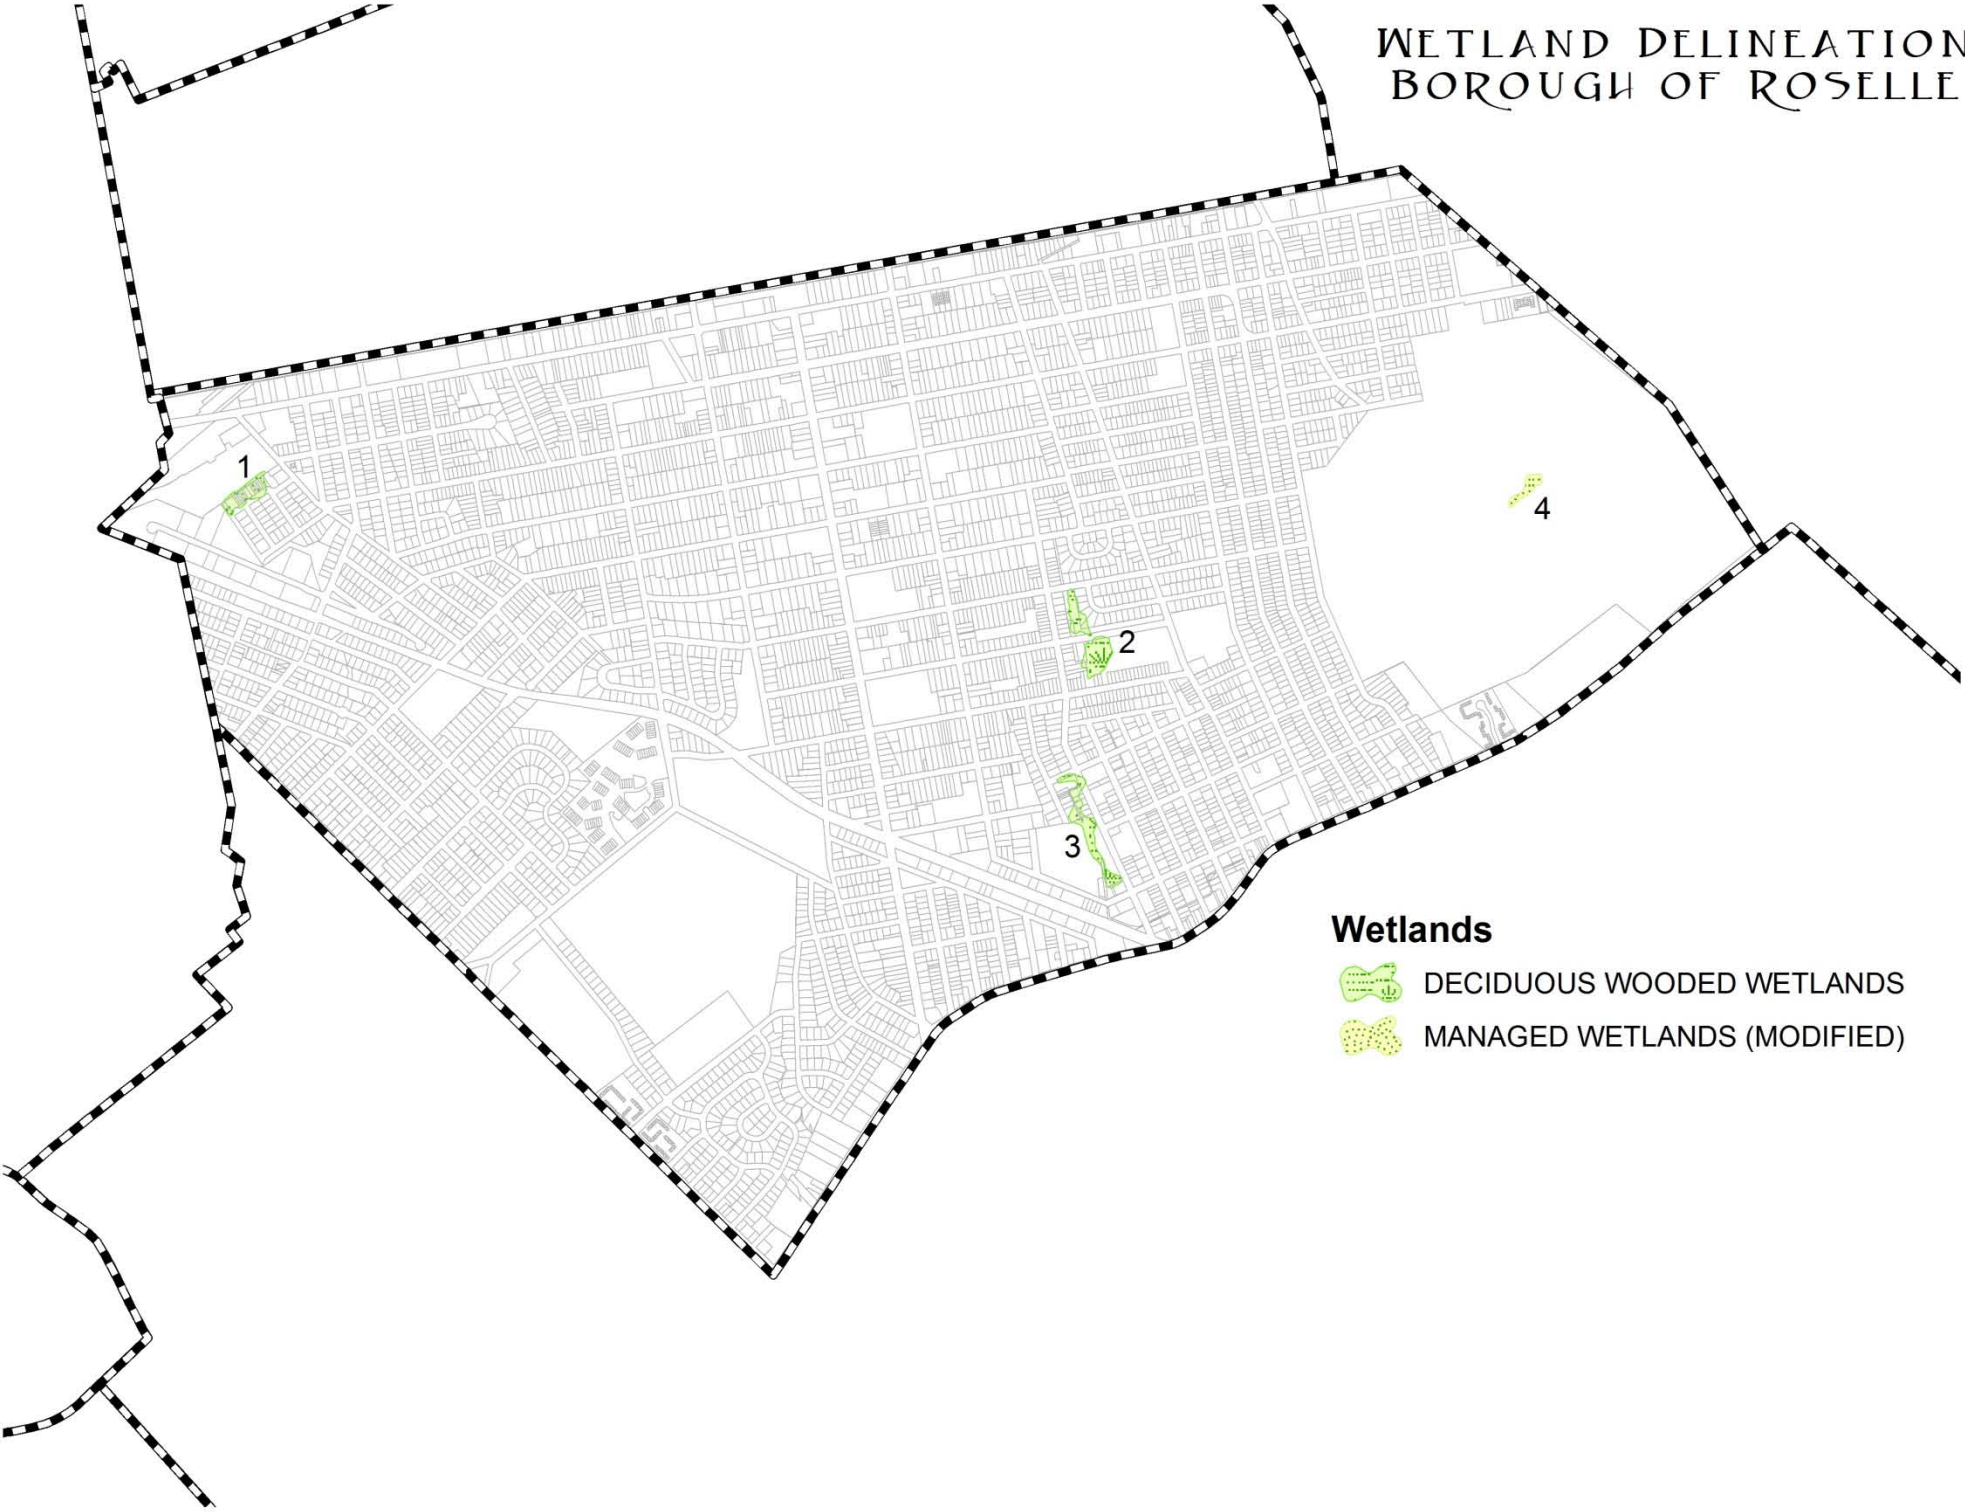 WETLAND DELINEATION
BOROUGH OF ROSELLE
1
4
2
3
Wetlands
DECIDUOUS WOODED WETLANDS
MANAGED WETLANDS (MODIFIED)